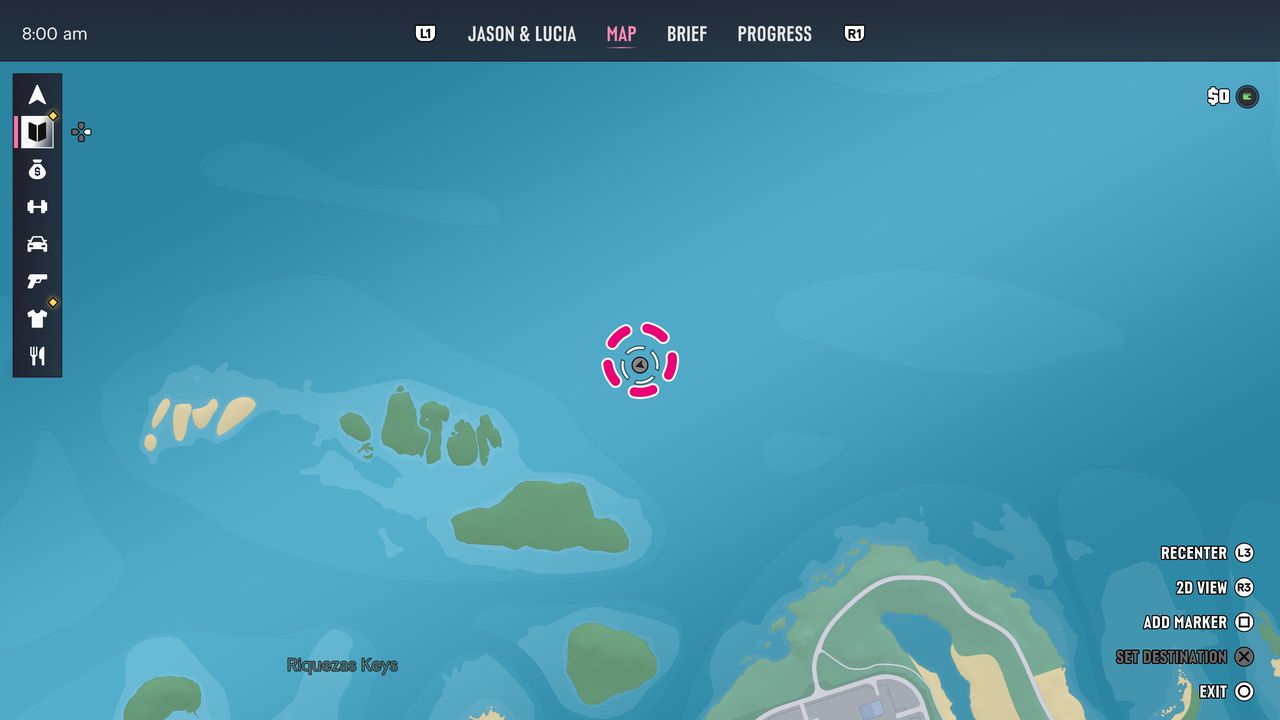 8:00 am
L1 JASON & LUCIA MAP BRIEF PROGRESS R1
$0
RECENTER L3
2D VIEW R3
ADD MARKER
SET DESTINATION
EXIT
Riquezas Keys